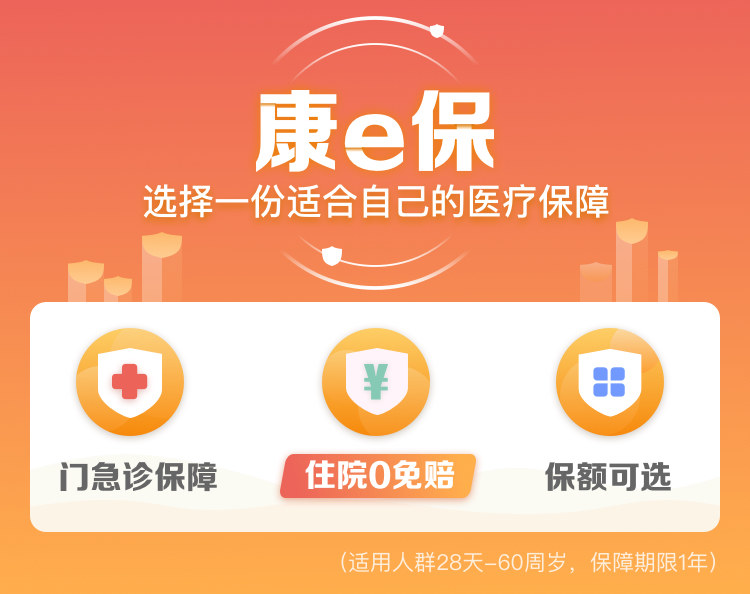 康e保
选择一份适合自己的医疗保障
¥
门急诊保障
住院0免赔
保额可选
（适用人群28天-60周岁，保障期限1年）